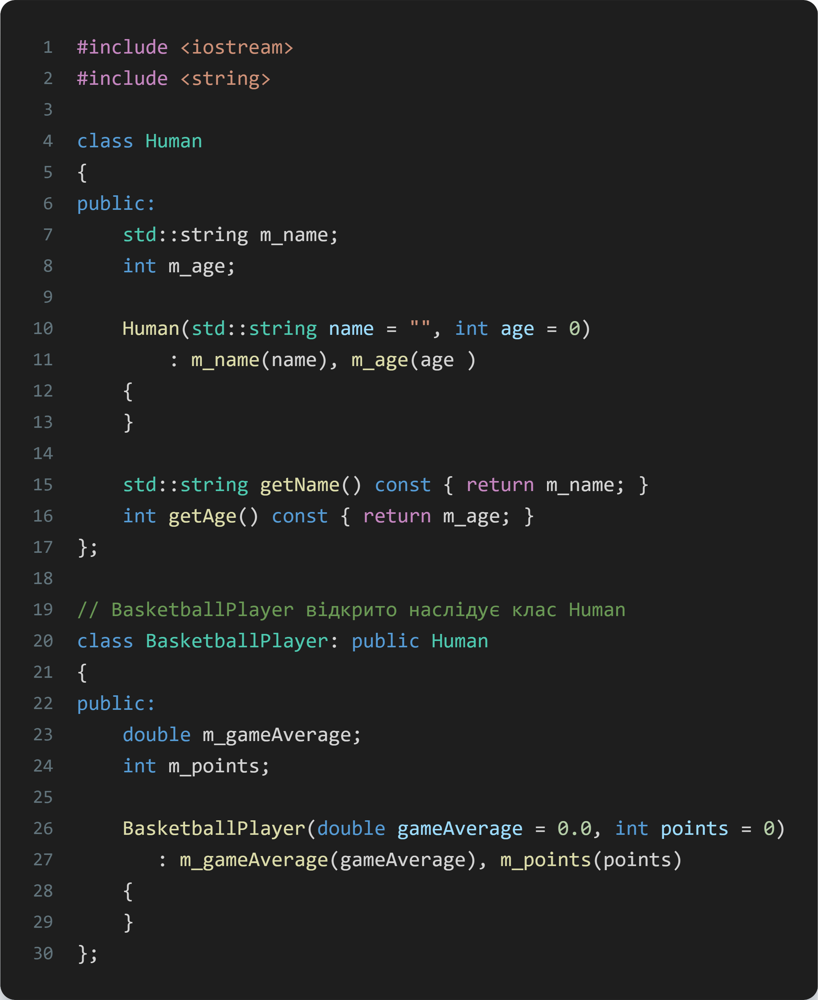 1 #include <iostream>
2 #include <string>
3
4 class Human
5 {
6 public:
7     std::string m_name;
8     int m_age;
9
10     Human(std::string name = "", int age = 0)
11         : m_name(name), m_age(age )
12     {
13     }
14
15     std::string getName() const { return m_name; }
16     int getAge() const { return m_age; }
17 };
18
19 // BasketballPlayer відкрито наслідує клас Human
20 class BasketballPlayer: public Human
21 {
22 public:
23     double m_gameAverage;
24     int m_points;
25
26     BasketballPlayer(double gameAverage = 0.0, int points = 0)
27        : m_gameAverage(gameAverage), m_points(points)
28     {
29     }
30 };